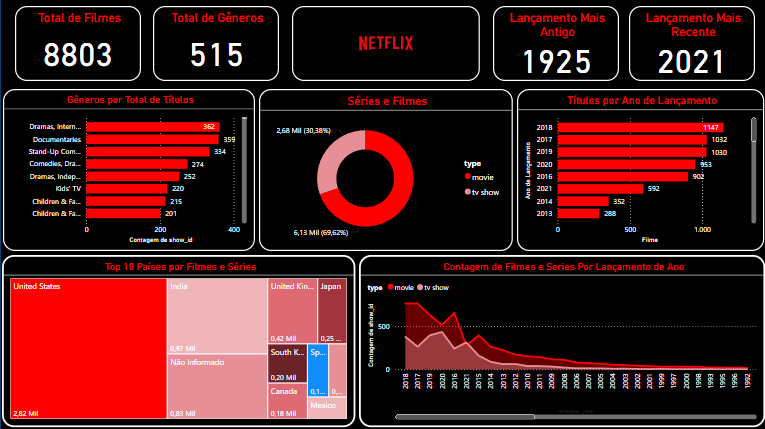 Total de Filmes
8803
Total de Gêneros
515
NETFLIX
Lançamento Mais
Antigo
1925
Lançamento Mais
Recente
2021
Gêneros por Total de Títulos
Dramas, Intern...
362
Documentaries
359
Stand-Up Com...
334
Comedies, Dra...
274
Dramas, Indep...
252
Kids' TV
220
Children & Fa...
215
Children & Fa...
201
0
200
400
Contagem de show_id
Séries e Filmes
2,68 Mil (30,38%)
6,13 Mil (69,62%)
type
movie
tv show
Títulos por Ano de Lançamento
Ano de Lançamento
2018
1147
2017
1032
2019
1030
2020
953
2016
902
2021
592
2014
352
2013
288
0
500
1.000
Filme
Top 10 Países por Filmes e Séries
United States
2,82 Mil
India
0,97 Mil
Não Informado
0,83 Mil
United Kin...
0,42 Mil
Japan
0,25 ...
South K...
0,20 Mil
Sp...
0,1...
0,...
Canada
0,18 Mil
Mexico
Contagem de Filmes e Series Por Lançamento de Ano
type
movie
tv show
Contagem de show_id
500
0
2018
2017
2019
2020
2016
2021
2015
2014
2013
2012
2010
2011
2009
2008
2006
2007
2005
2004
2003
2002
2001
1999
1997
2000
1998
1993
1995
1996
1992